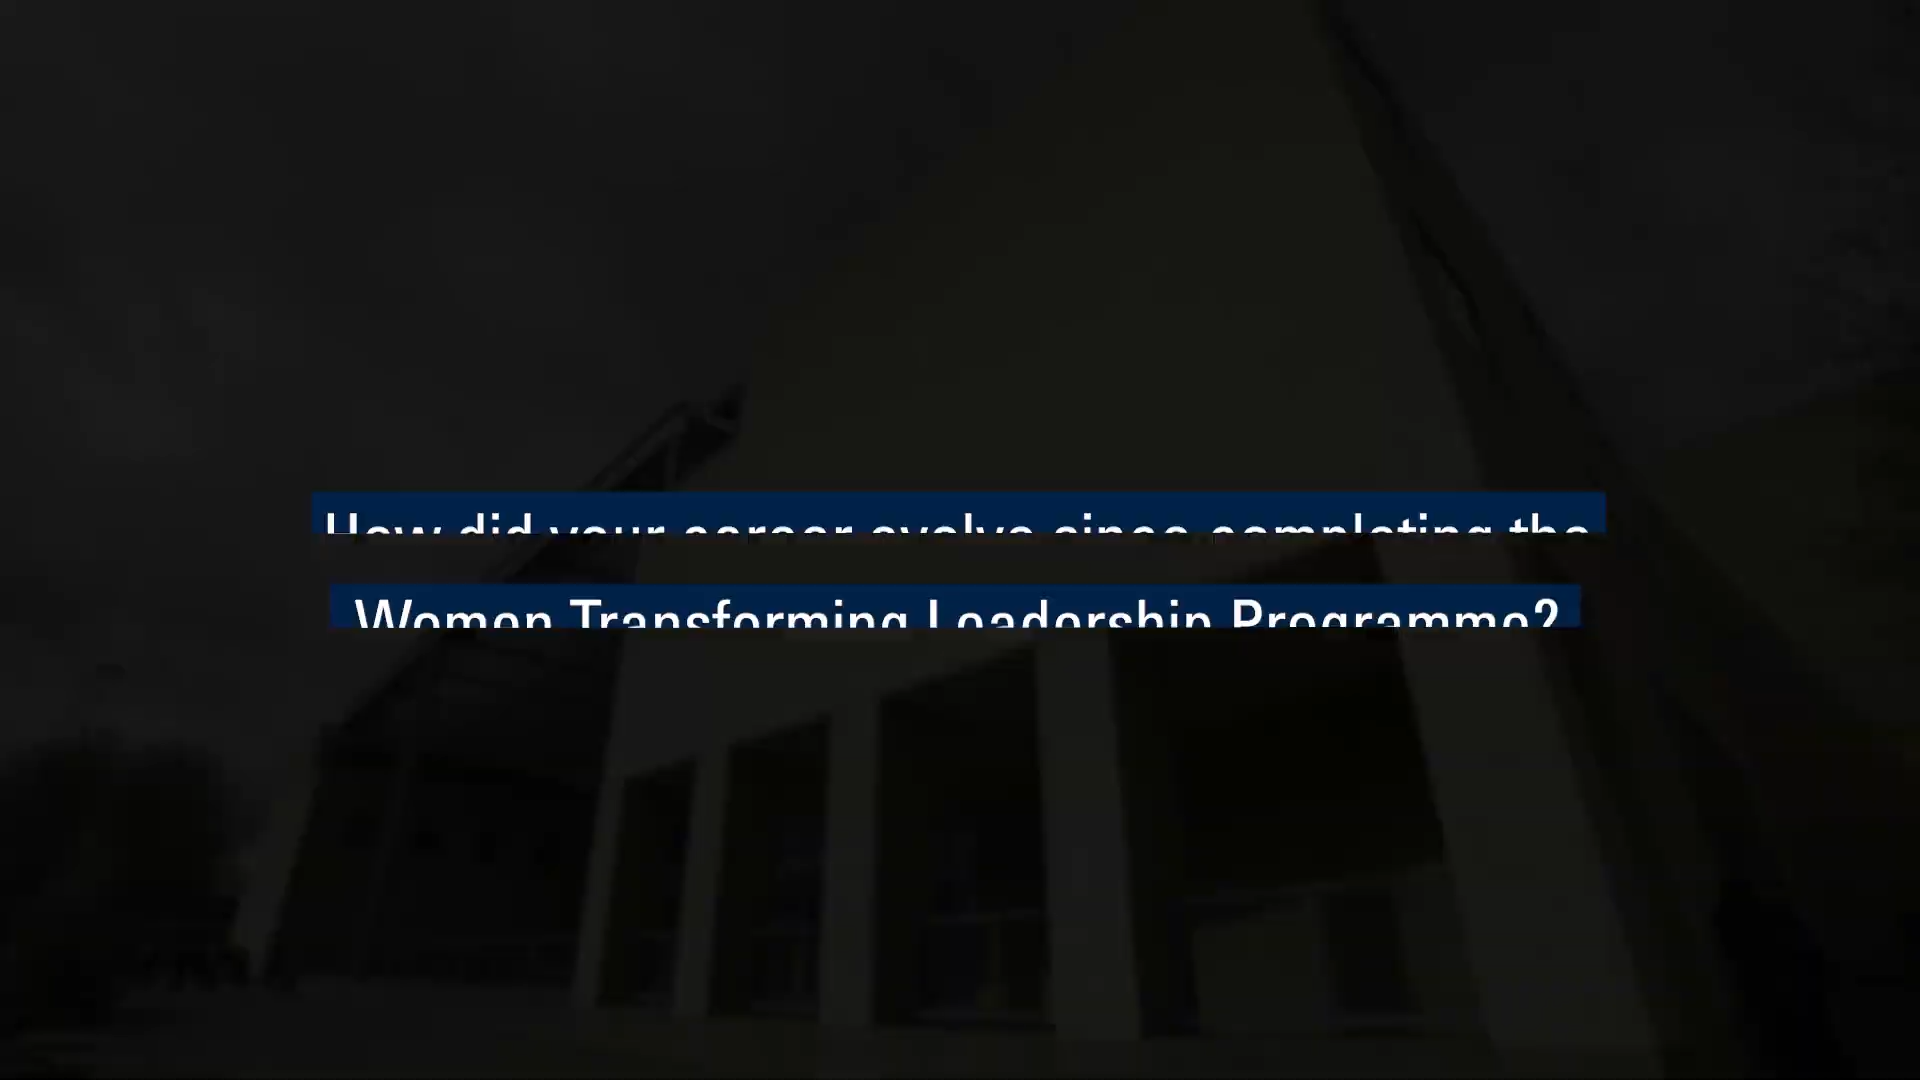 How did your career evolve since completing the
Women Transforming Leadership Programme?